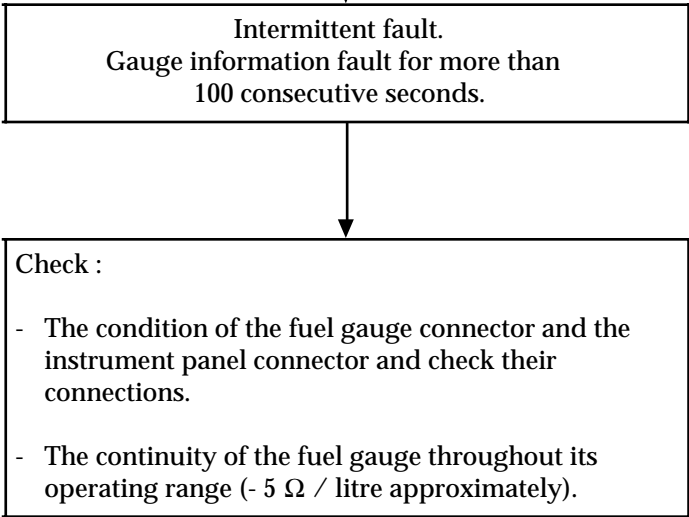 Intermittent fault.
Gauge information fault for more than
100 consecutive seconds.
Check :
- The condition of the fuel gauge connector and the
instrument panel connector and check their
connections.
- The continuity of the fuel gauge throughout its
operating range (- 5 Ω / litre approximately).